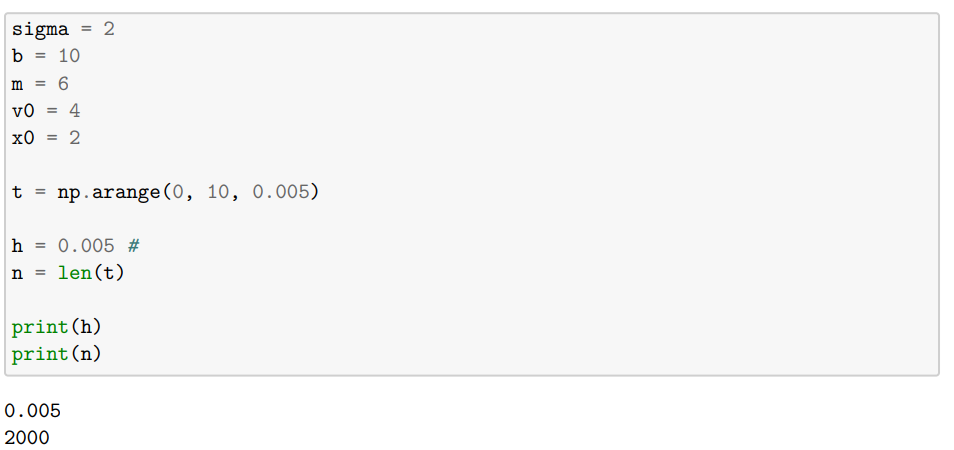 sigma = 2
b = 10
m = 6
v0 = 4
x0 = 2
t = np.arange(0, 10, 0.005)
h = 0.005 #
n = len(t)
print(h)
print(n)
0.005
2000